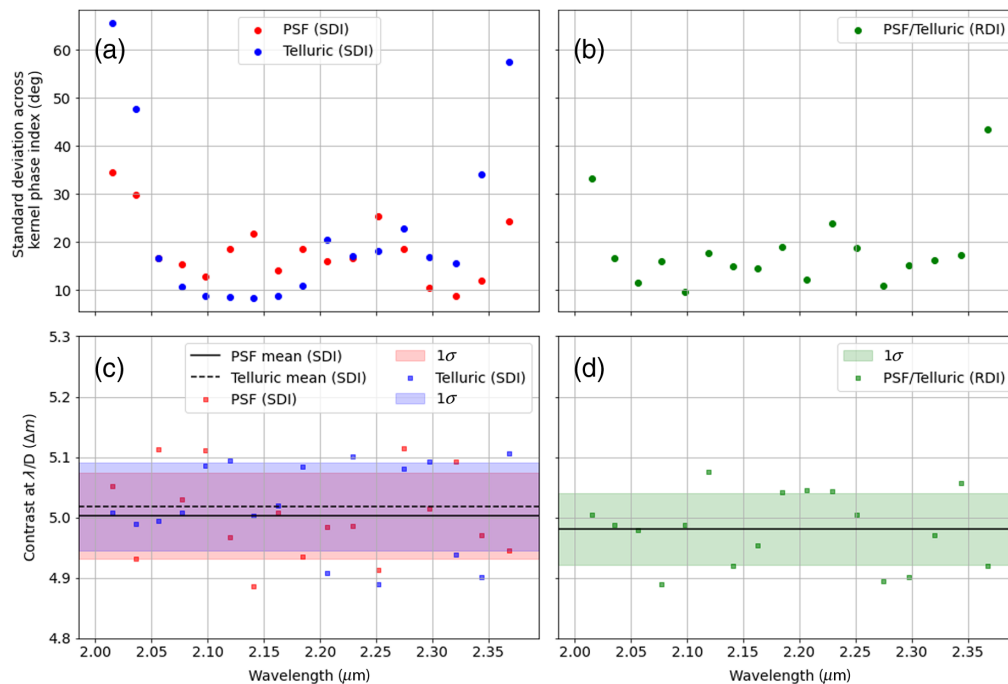 (a)
PSF (SDI)
Telluric (SDI)
(b)
PSF/Telluric (RDI)
Standard deviation across
kernel phase index (deg)
60
50
40
30
20
10
(c)
PSF mean (SDI)
Telluric mean (SDI)
PSF (SDI)
1σ
Telluric (SDI)
1σ
(d)
1σ
PSF/Telluric (RDI)
Contrast at λ/D (Δm)
5.3
5.2
5.1
5.0
4.9
4.8
2.00 2.05 2.10 2.15 2.20 2.25 2.30 2.35
2.00 2.05 2.10 2.15 2.20 2.25 2.30 2.35
Wavelength (μm)
Wavelength (μm)